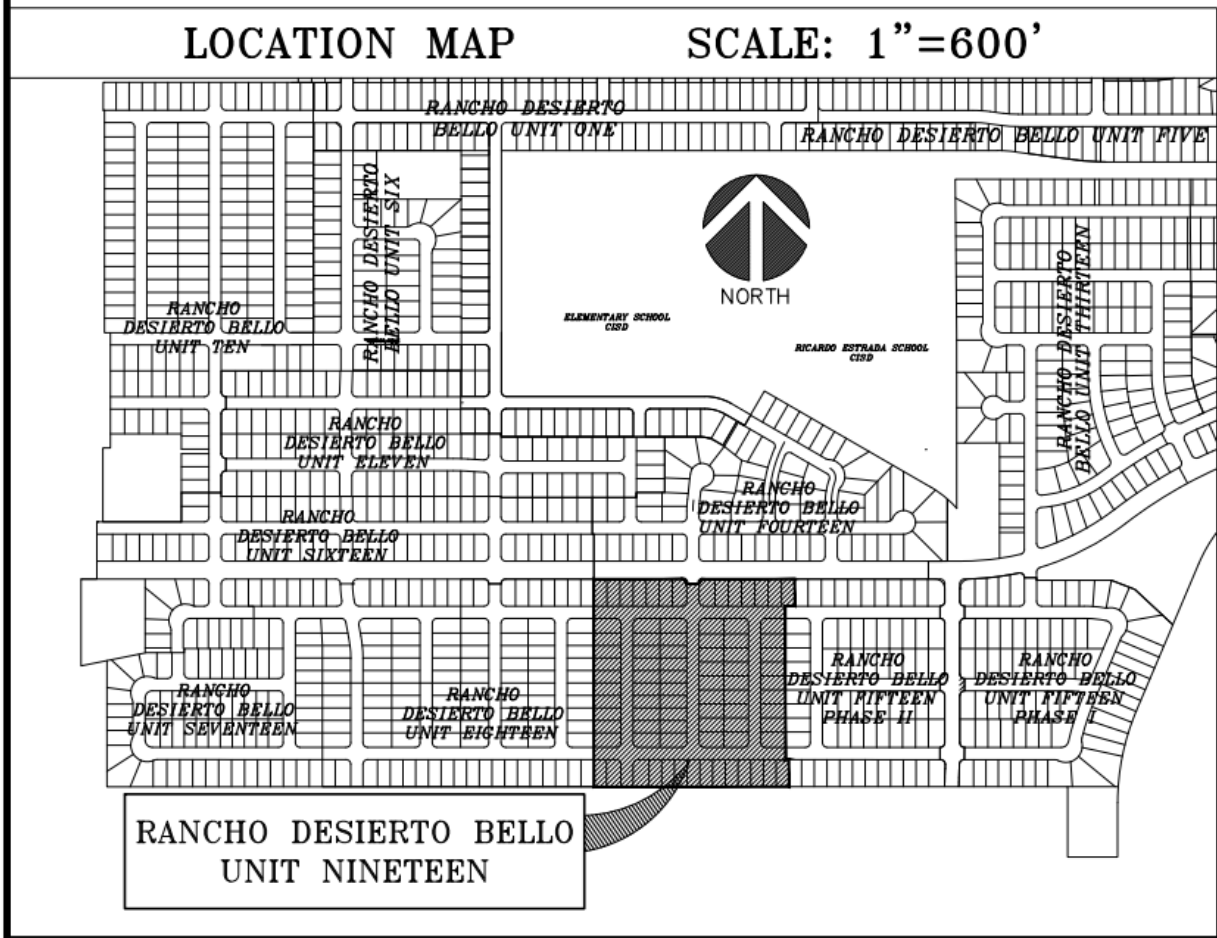 LOCATION MAP SCALE: 1”=600’
RANCHO DESIERTO
BELLO UNIT ONE
RANCHO DESIERTO BELLO UNIT FIVE
RANCHO DESIERTO
BELLO UNIT SIX
NORTH
RANCHO DESIERTO
BELLO UNIT THIRTEEN
RANCHO
DESIERTO BELLO
UNIT TEN
ELEMENTARY SCHOOL
CISD
RICARDO ESTRADA SCHOOL
CISD
RANCHO
DESIERTO BELLO
UNIT ELEVEN
RANCHO
DESIERTO BELLO
UNIT FOURTEEN
RANCHO
DESIERTO BELLO
UNIT SIXTEEN
RANCHO
DESIERTO BELLO
UNIT SEVENTEEN
RANCHO
DESIERTO BELLO
UNIT EIGHTEEN
RANCHO
DESIERTO BELLO
UNIT FIFTEEN
PHASE II
RANCHO
DESIERTO BELLO
UNIT FIFTEEN
PHASE I
RANCHO DESIERTO BELLO
UNIT NINETEEN